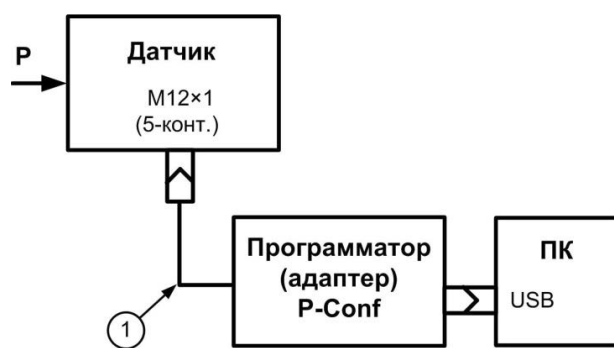 P
Датчик
M12×1
(5-конт.)
Программатор
(адаптер)
P-Conf
ПК
USB
1